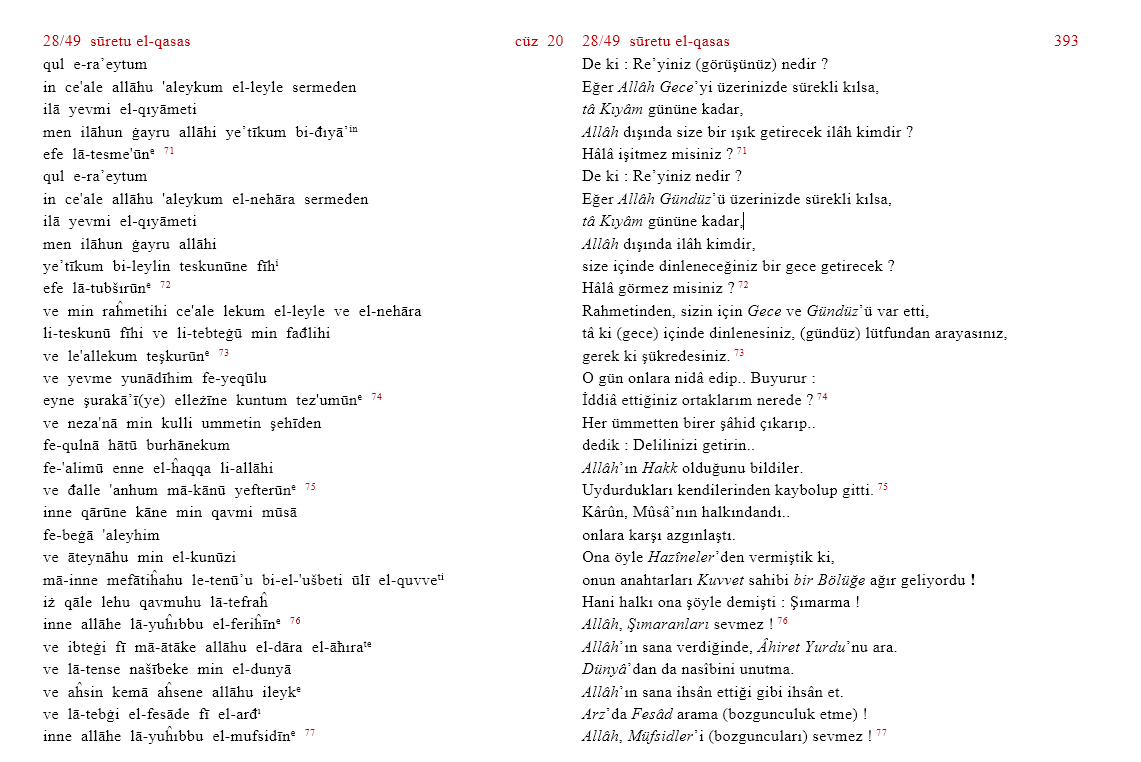 28/49 sūretu el-qasas cüz 20
qul e-ra’eytum
in ce'ale allāhu 'aleykum el-leyle sermeden
ilā yevmi el-qıyāmeti
men ilāhun ġayru allāhi ye’tīkum bi-đıyā’in
efe lā-tesme'ūne 71
qul e-ra’eytum
in ce'ale allāhu 'aleykum el-nehāra sermeden
ilā yevmi el-qıyāmeti
men ilāhun ġayru allāhi
ye’tīkum bi-leylin teskunūne fīhi
efe lā-tubšırūne 72
ve min raĥmetihi ce'ale lekum el-leyle ve el-nehāra
li-teskunū fīhi ve li-tebteġū min fađlihi
ve le'allekum teşkurūne 73
ve yevme yunādīhim fe-yeqūlu
eyne şurakā’ī(ye) elleżīne kuntum tez'umūne 74
ve neza'nā min kulli ummetin şehīden
fe-qulnā hātū burhānekum
fe-'alimū enne el-ĥaqqa li-allāhi
ve đalle 'anhum mā-kānū yefterūne 75
inne qārūne kāne min qavmi mūsā
fe-beġā 'aleyhim
ve āteynāhu min el-kunūzi
mā-inne mefātiĥahu le-tenū’u bi-el-'ušbeti ūlī el-quvveti
iż qāle lehu qavmuhu lā-tefraĥ
inne allāhe lā-yuĥıbbu el-feriĥīne 76
ve ibteġi fī mā-ātāke allāhu el-dāra el-āħırate
ve lā-tense našībeke min el-dunyā
ve aĥsin kemā aĥsene allāhu ileyke
ve lā-tebġi el-fesāde fī el-arđı
inne allāhe lā-yuĥıbbu el-mufsidīne 77
28/49 sūretu el-qasas 393
De ki : Re’yiniz (görüşünüz) nedir ?
Eğer Allâh Gece’yi üzerinizde sürekli kılsa,
tâ Kıyâm gününe kadar,
Allâh dışında size bir ışık getirecek ilâh kimdir ?
Hâlâ işitmez misiniz ? 71
De ki : Re’yiniz nedir ?
Eğer Allâh Gündüz’ü üzerinizde sürekli kılsa,
tâ Kıyâm gününe kadar,
Allâh dışında ilâh kimdir,
size içinde dinleneceğiniz bir gece getirecek ?
Hâlâ görmez misiniz ? 72
Rahmetinden, sizin için Gece ve Gündüz’ü var etti,
tâ ki (gece) içinde dinlenesiniz, (gündüz) lütfundan arayasınız,
gerek ki şükredesiniz. 73
O gün onlara nidâ edip.. Buyurur :
İddiâ ettiğiniz ortaklarım nerede ? 74
Her ümmetten birer şâhid çıkarıp..
dedik : Delilinizi getirin..
Allâh’ın Hakk olduğunu bildiler.
Uydurdukları kendilerinden kaybolup gitti. 75
Kârûn, Mûsâ’nın halkındandı..
onlara karşı azgınlaştı.
Ona öyle Hazîneler’den vermiştik ki,
onun anahtarları Kuvvet sahibi bir Bölüğe ağır geliyordu !
Hani halkı ona şöyle demişti : Şımarma !
Allâh, Şımaranları sevmez ! 76
Allâh’ın sana verdiğinde, Âhiret Yurdu’nu ara.
Dünyâ’dan da nasîbini unutma.
Allâh’ın sana ihsân ettiği gibi ihsân et.
Arz’da Fesâd arama (bozgunculuk etme) !
Allâh, Müfsidler’i (bozguncuları) sevmez ! 77